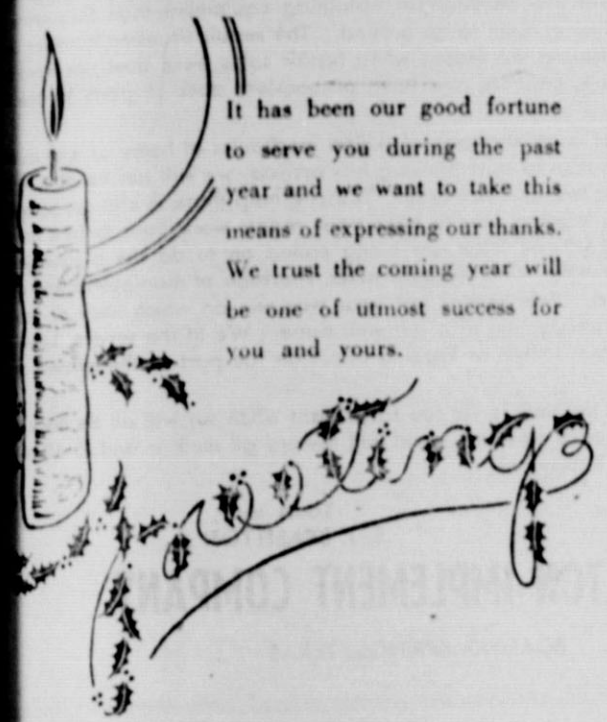 It has been our good fortune
to serve you during the past
year and we want to take this
means of expressing our thanks.
We trust the coming year will
be one of utmost success for
you and yours.
Greetings